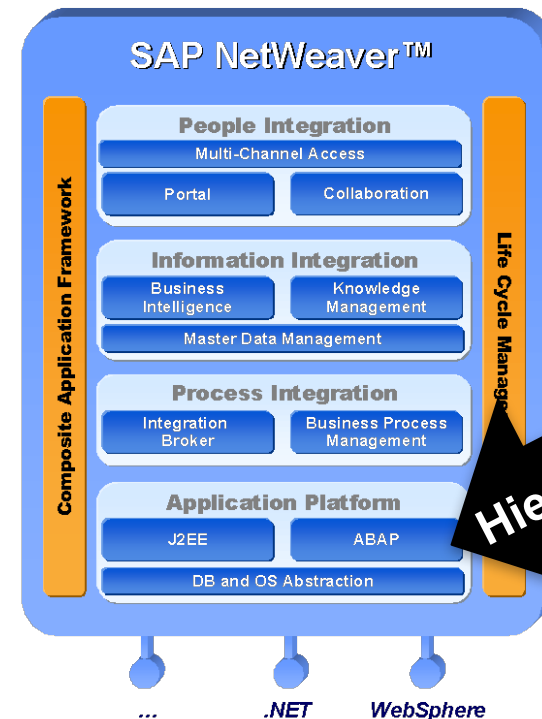 SAP NetWeaver™
People Integration
Multi-Channel Access
Portal
Collaboration
Information Integration
Business
Intelligence
Knowledge
Management
Master Data Management
Process Integration
Integration
Broker
Business Process
Management
Application Platform
J2EE
ABAP
DB and OS Abstraction
Composite Application Framework
Life Cycle
...
.NET
WebSphere